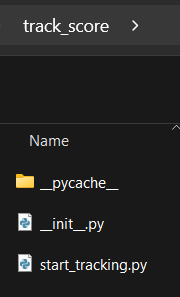 track_score
Name
__pycache__
__init__.py
start_tracking.py